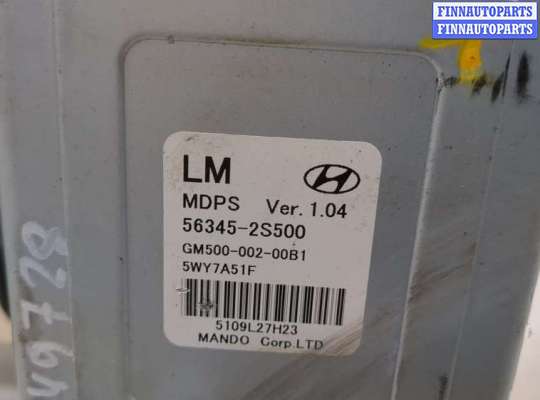 FINNAUTOPARTS
FINNAUTOPARTS
LM
MDPS Ver. 1.04
56345-2S500
GM500-002-00B1
5WY7A51F
5109L27H23
MANDO Corp.LTD